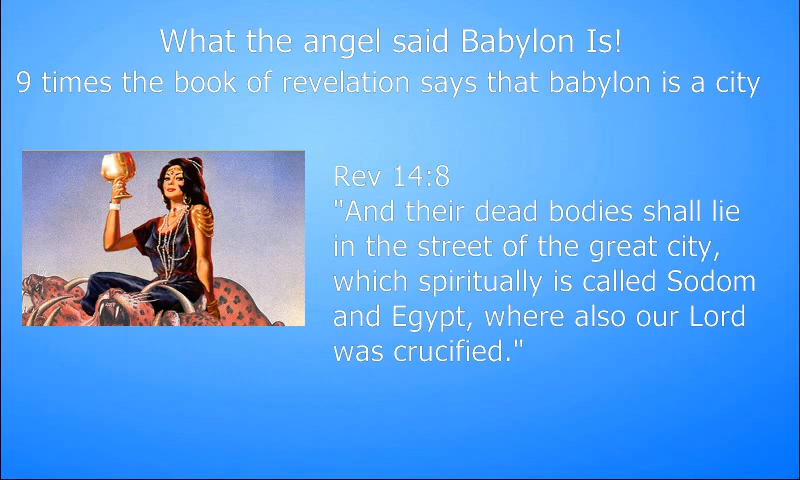 What the angel said Babylon Is!
9 times the book of revelation says that babylon is a city
Rev 14:8
"And their dead bodies shall lie
in the street of the great city,
which spiritually is called Sodom
and Egypt, where also our Lord
was crucified."